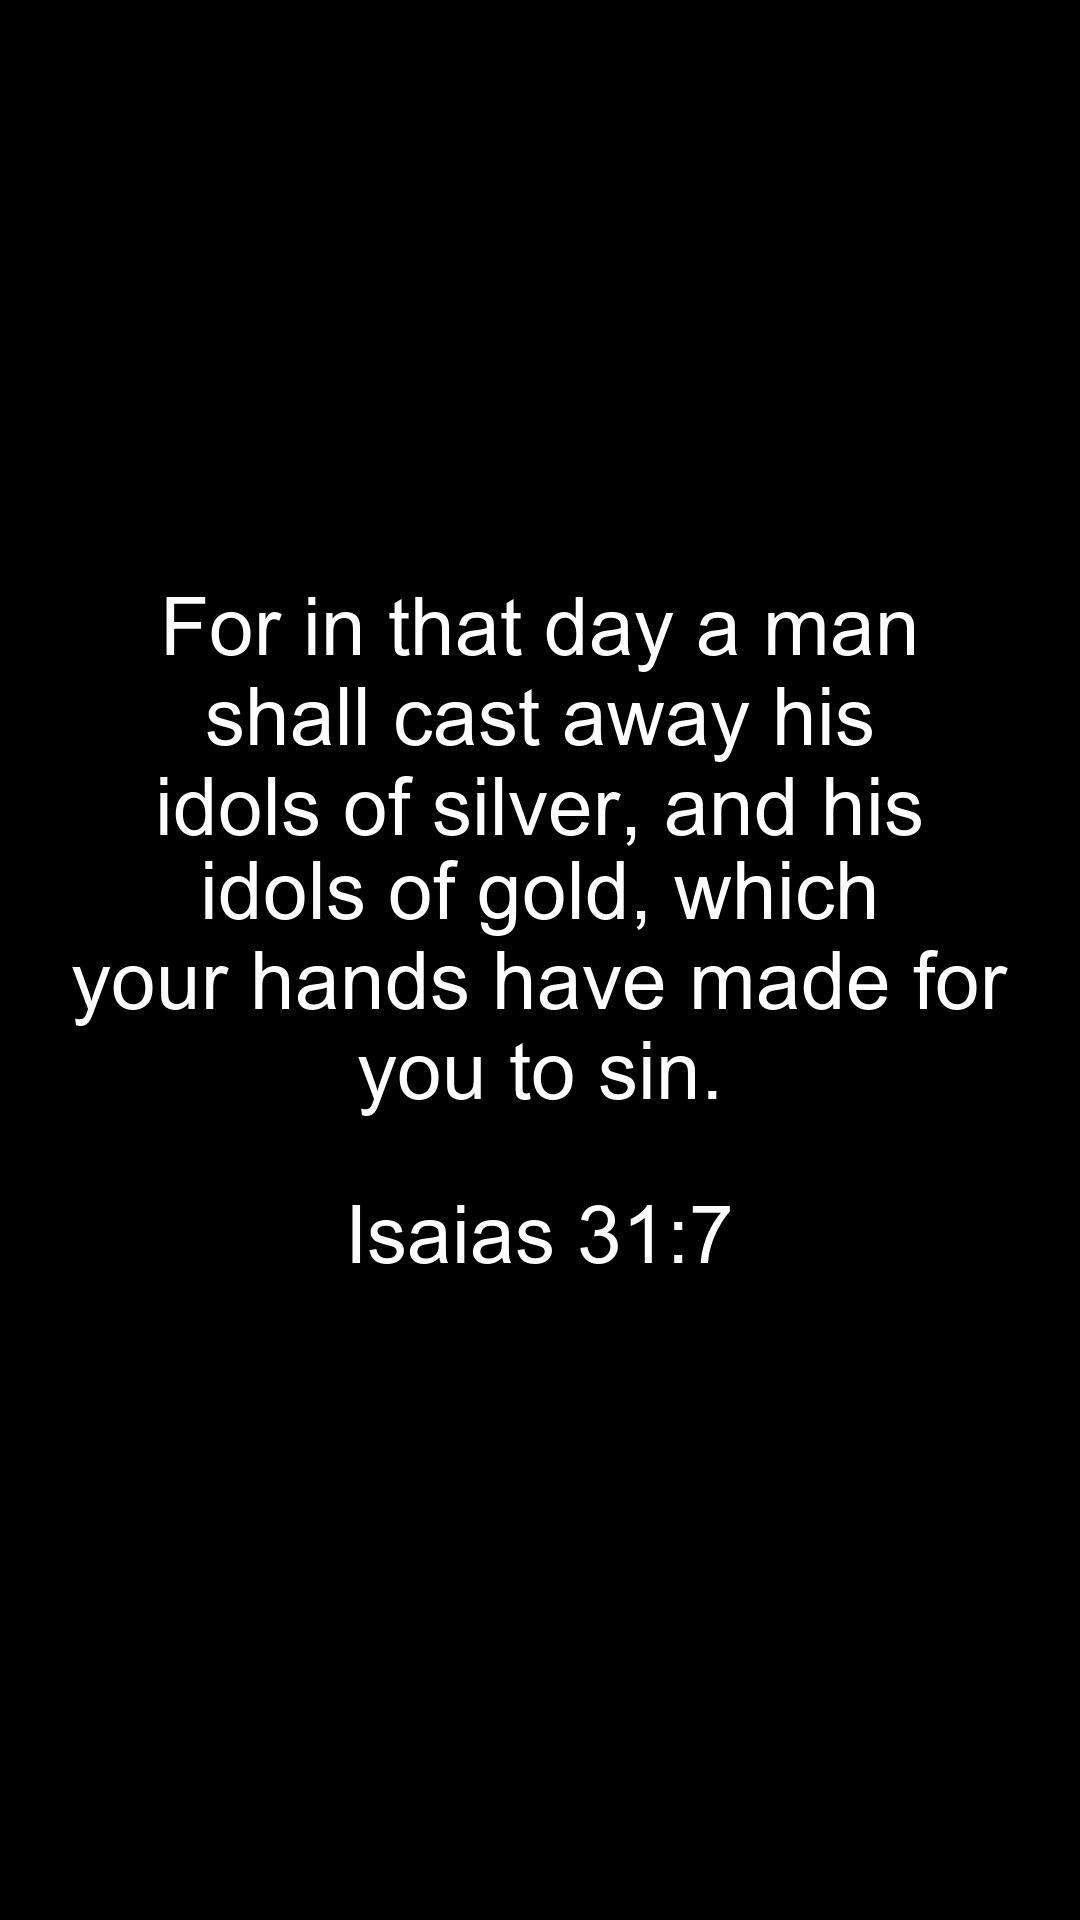 For in that day a man
shall cast away his
idols of silver, and his
idols of gold, which
your hands have made for
you to sin.
Isaias 31:7